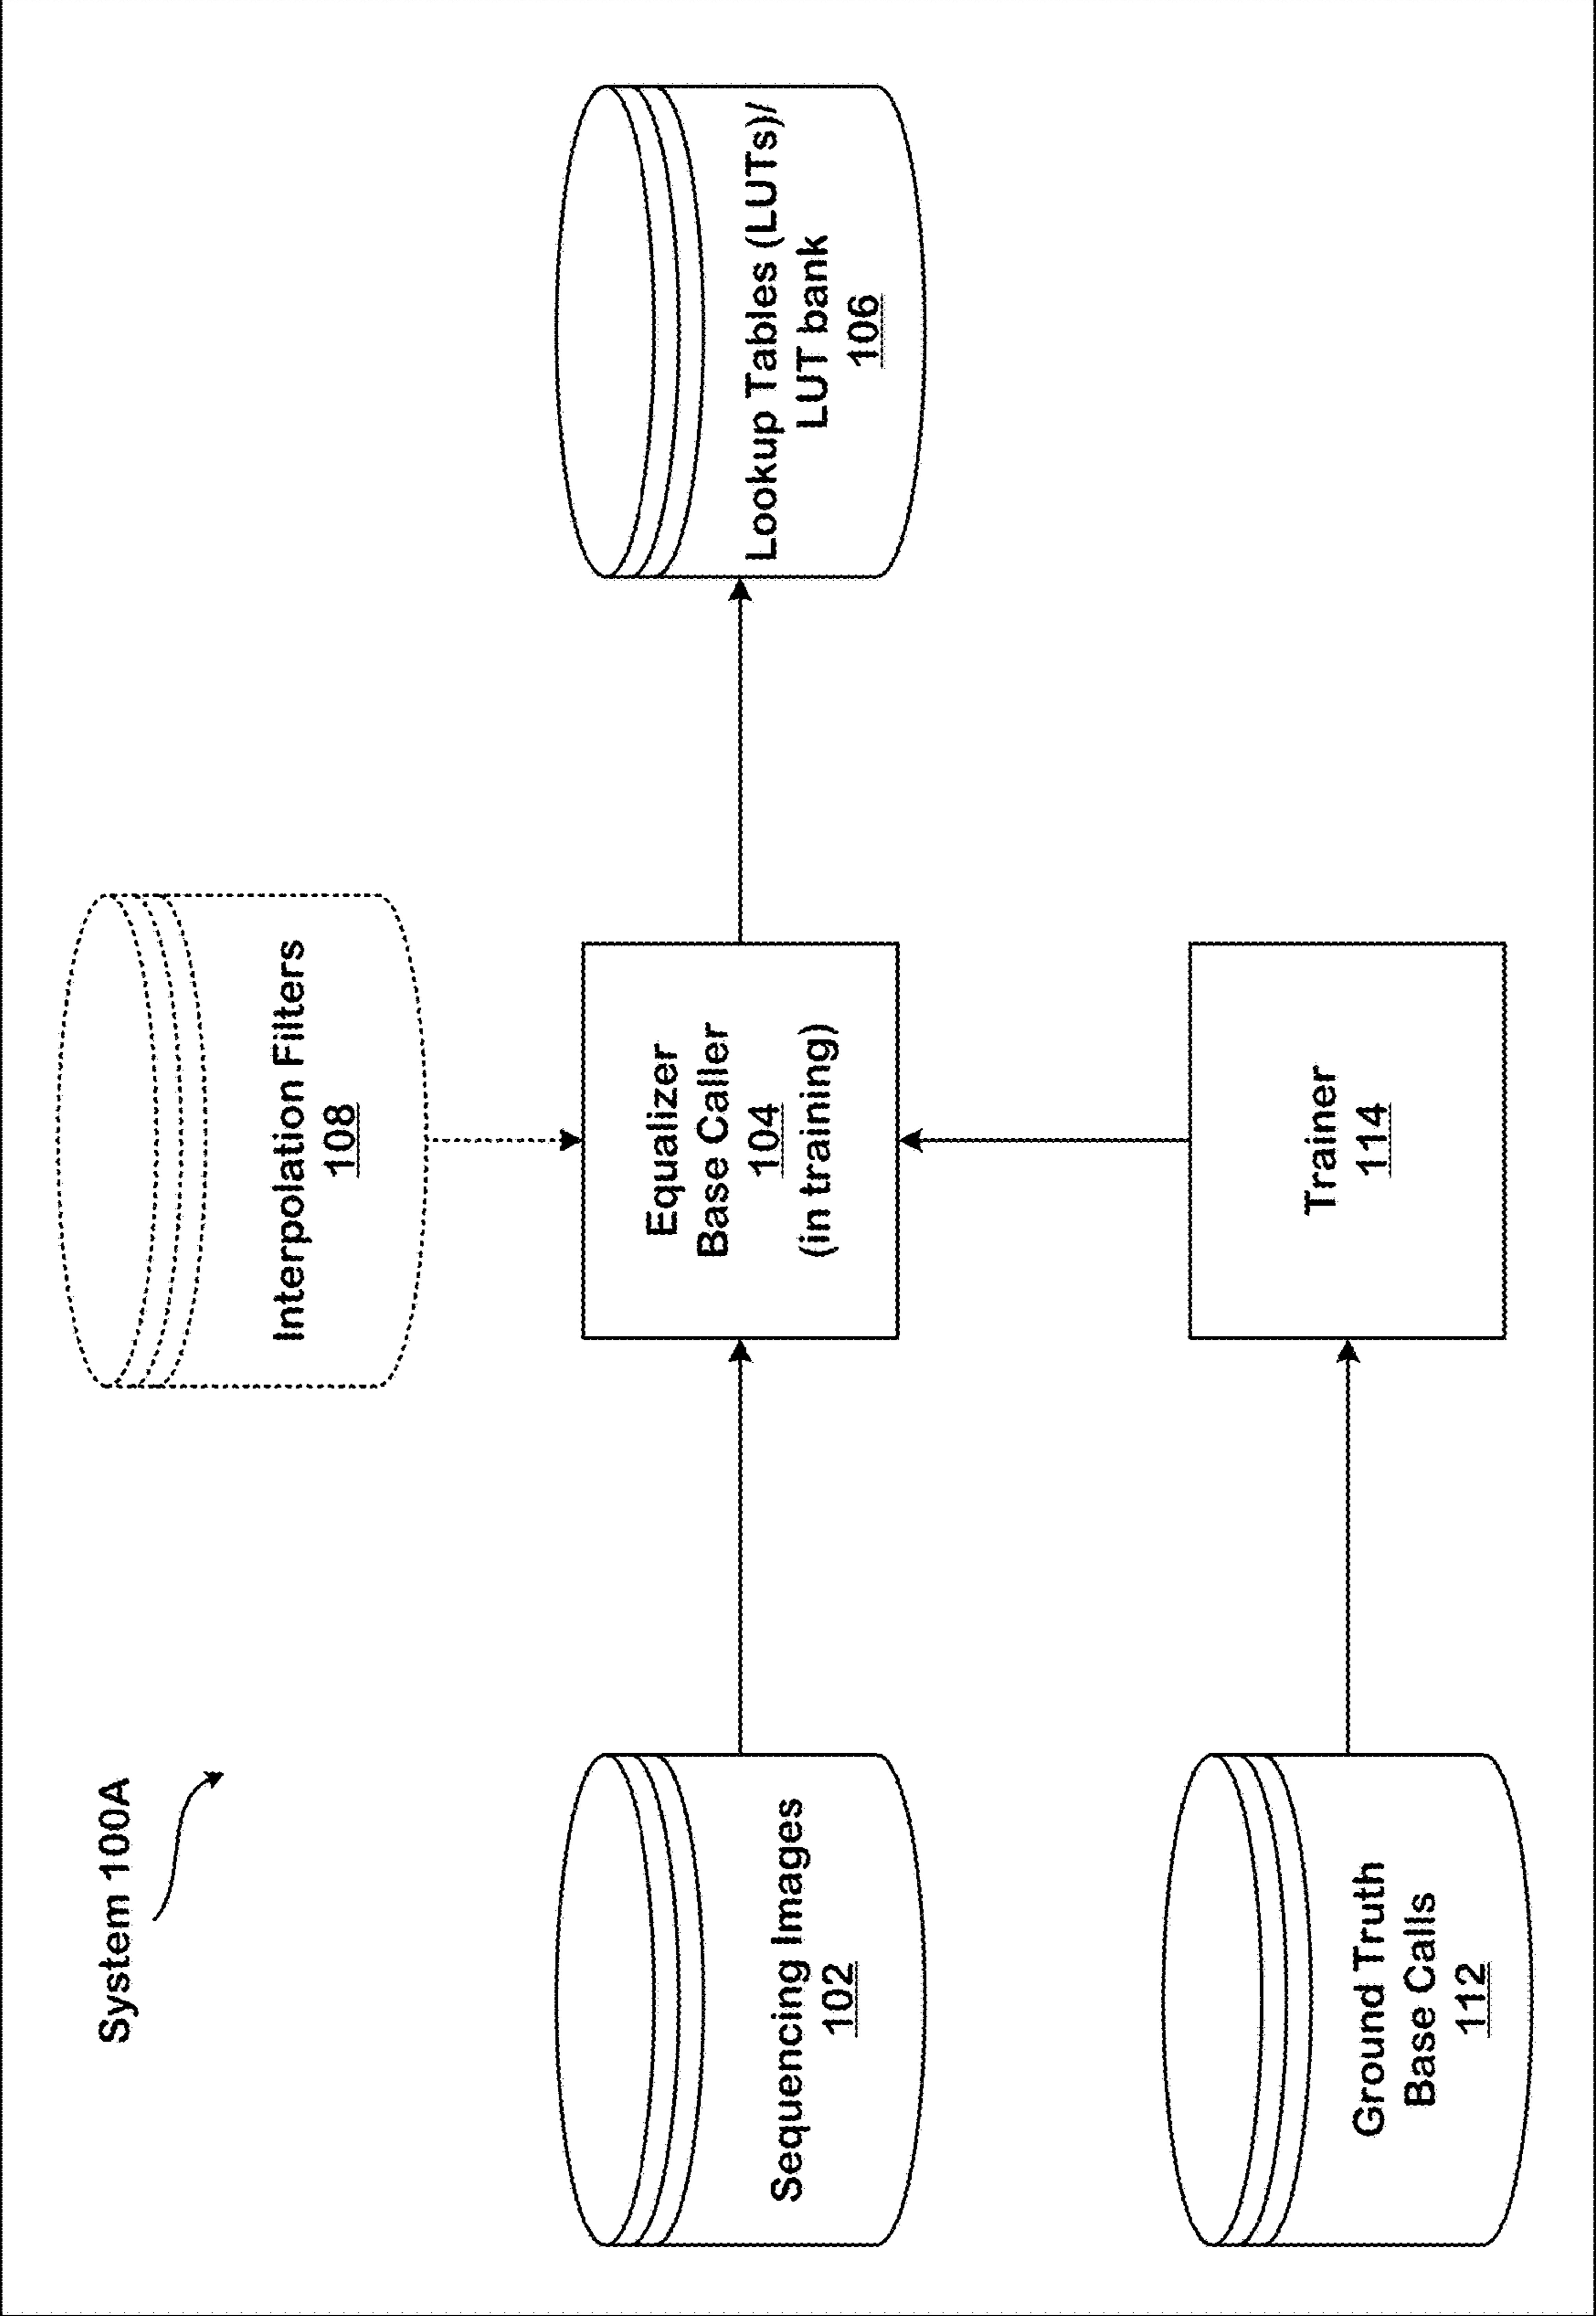 System 100A
Interpolation Filters
108
Sequencing Images
102
Equalizer
Base Caller
104
(in training)
Lookup Tables (LUTs)/
LUT bank
106
Ground Truth
Base Calls
112
Trainer
114